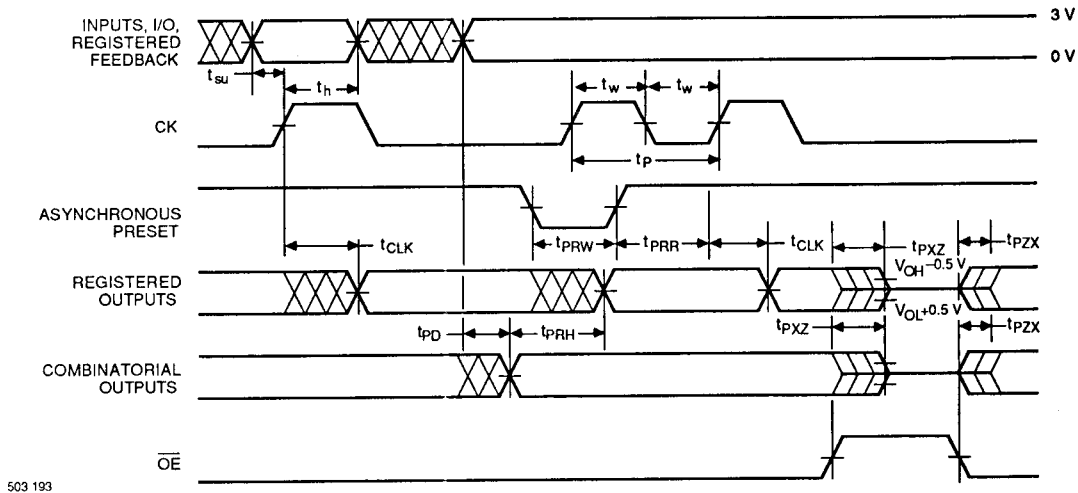 INPUTS, I/O,
REGISTERED
FEEDBACK
3 V
0 V
tsu
th
tw
tw
CK
tP
ASYNCHRONOUS
PRESET
tCLK
tPRW
tPRR
tCLK
tPXZ
tPZX
REGISTERED
OUTPUTS
VOH−0.5 V
VOL+0.5 V
tPD
tPRH
tPXZ
tPZX
COMBINATORIAL
OUTPUTS
OE
503 193